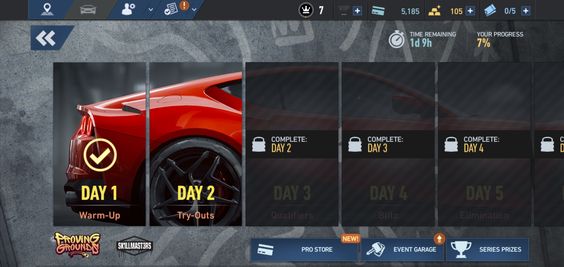 7
5,185
105
0/5
TIME REMAINING
1d 9h
YOUR PROGRESS
7%
COMPLETE:
DAY 2
COMPLETE:
DAY 3
COMPLETE:
DAY 4
COMPLETE:
DAY 1
Warm-Up
DAY 2
Try-Outs
DAY 3
Qualifiers
DAY 4
Blitz
DAY 5
PROVING
GROUNDS
SKILLMASTERS
PRO STORE
NEW!
EVENT GARAGE
SERIES PRIZES